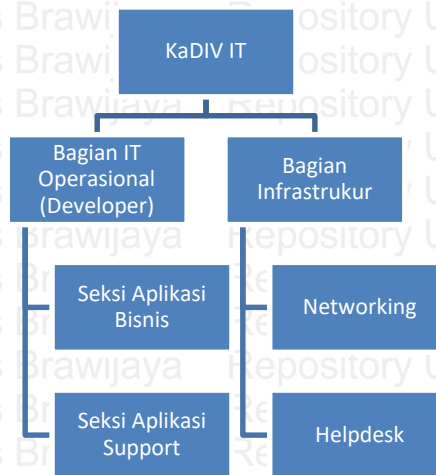 KaDIV IT
Bagian IT
Operasional
(Developer)
Bagian
Infrastrukur
Seksi Aplikasi
Bisnis
Networking
Seksi Aplikasi
Support
Helpdesk